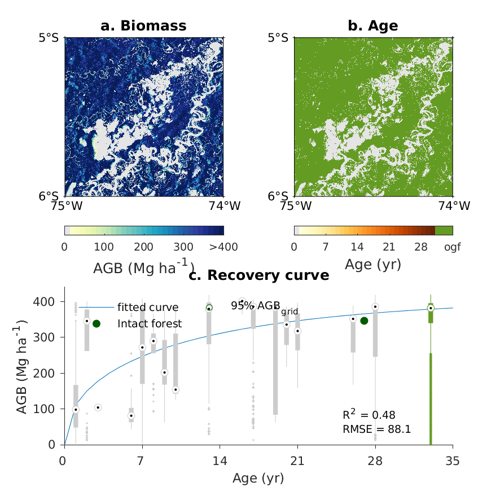 a. Biomass
b. Age
5°S
5°S
6°S
6°S
75°W 74°W
75°W 74°W
0 100 200 300 >400
0 7 14 21 28 ogf
AGB (Mg ha⁻¹)
Age (yr)
c. Recovery curve
fitted curve
95% AGB grid
Intact forest
400
300
200
100
0
AGB (Mg ha⁻¹)
R² = 0.48
RMSE = 88.1
0 7 14 21 28 35
Age (yr)